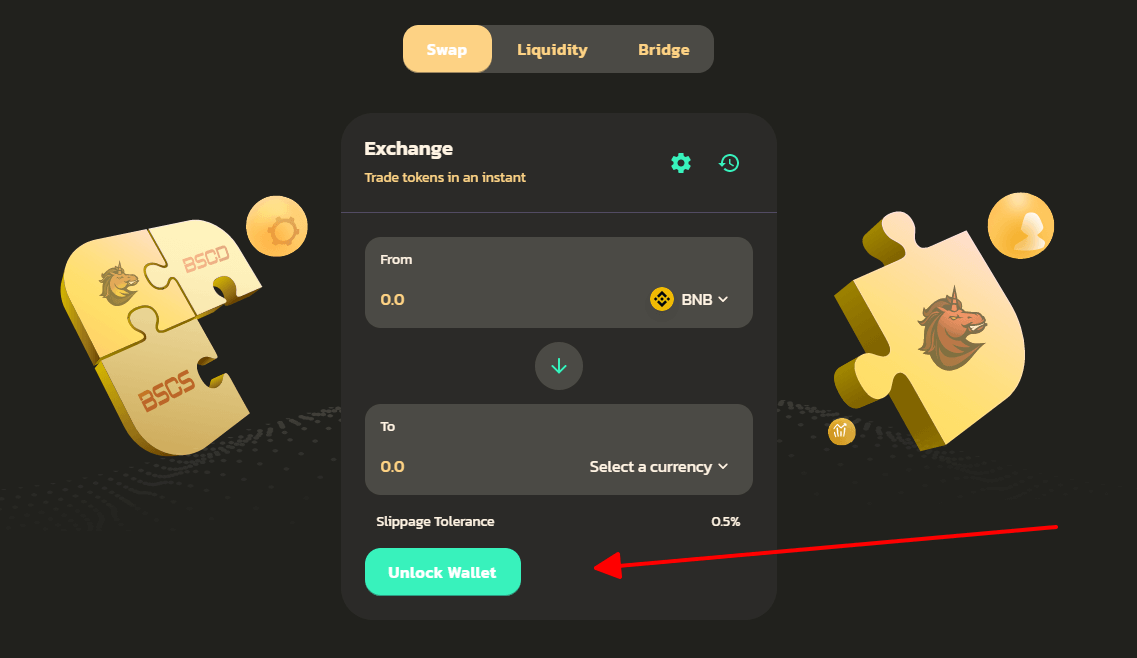 Swap Liquidity Bridge
Exchange
Trade tokens in an instant
From
0.0 BNB
To
0.0 Select a currency
Slippage Tolerance 0.5%
Unlock Wallet
BSCD
BSCS